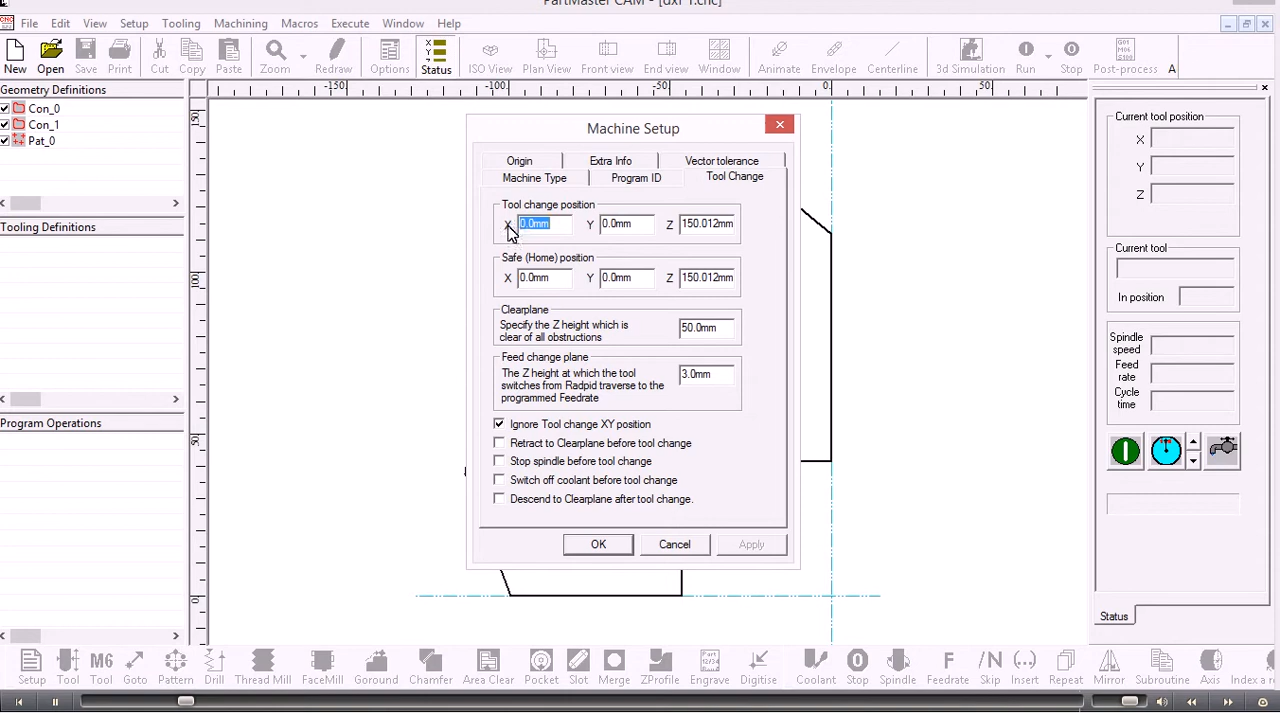 PartMaster CAM - [dxf 1.cnc]
File Edit View Setup Tooling Machining Macros Execute Window Help
New Open Save Print Cut Copy Paste Zoom Redraw Options Status ISO View Plan View Front view End view Window Animate Envelope Centerline 3d Simulation Run Stop Post-process A
Geometry Definitions
Con_0
Con_1
Pat_0
Tooling Definitions
Program Operations
-150 -100 -50 0 50
150
100
50
0
Machine Setup
Origin Extra Info Vector tolerance
Machine Type Program ID Tool Change
Tool change position
X 0.0mm Y 0.0mm Z 150.012mm
Safe (Home) position
X 0.0mm Y 0.0mm Z 150.012mm
Clearplane
Specify the Z height which is
clear of all obstructions
50.0mm
Feed change plane
The Z height at which the tool
switches from Radpid traverse to the
programmed Feedrate
3.0mm
Ignore Tool change XY position
Retract to Clearplane before tool change
Stop spindle before tool change
Switch off coolant before tool change
Descend to Clearplane after tool change.
OK Cancel Apply
Current tool position
X
Y
Z
Current tool
In position
Spindle
speed
Feed
rate
Cycle
time
Status
Setup Tool Tool Goto Pattern Drill Thread Mill FaceMill Ground Chamfer Area Clear Pocket Slot Merge ZProfile Engrave Digitise Coolant Stop Spindle Feedrate Skip Insert Repeat Mirror Subroutine Axis Index a r